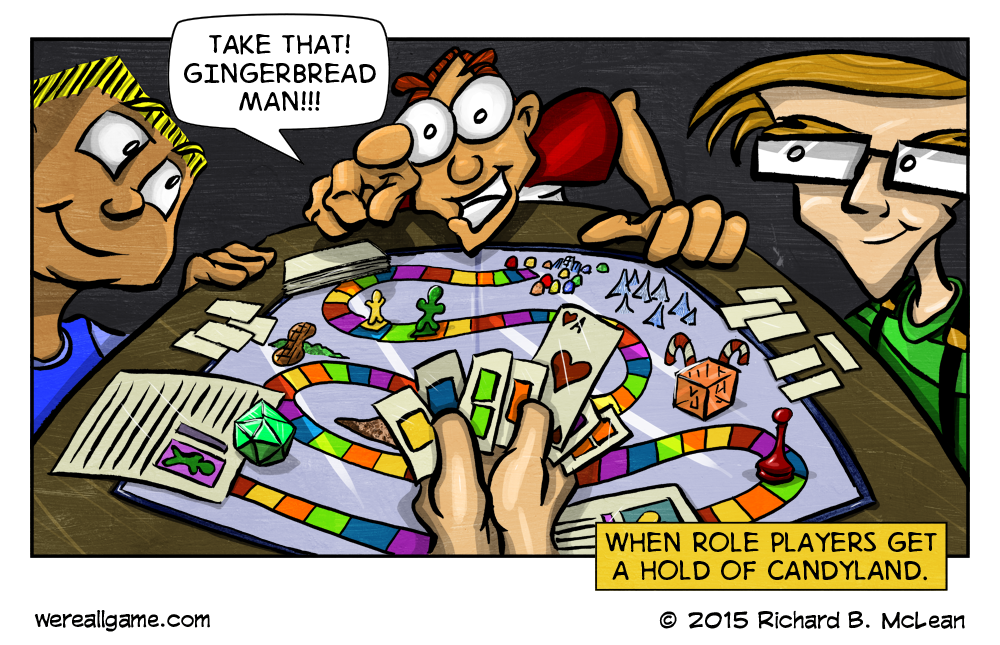 TAKE THAT!
GINGERBREAD
MAN!!!
A
WHEN ROLE PLAYERS GET
A HOLD OF CANDYLAND.
wereallgame.com
© 2015 Richard B. McLean